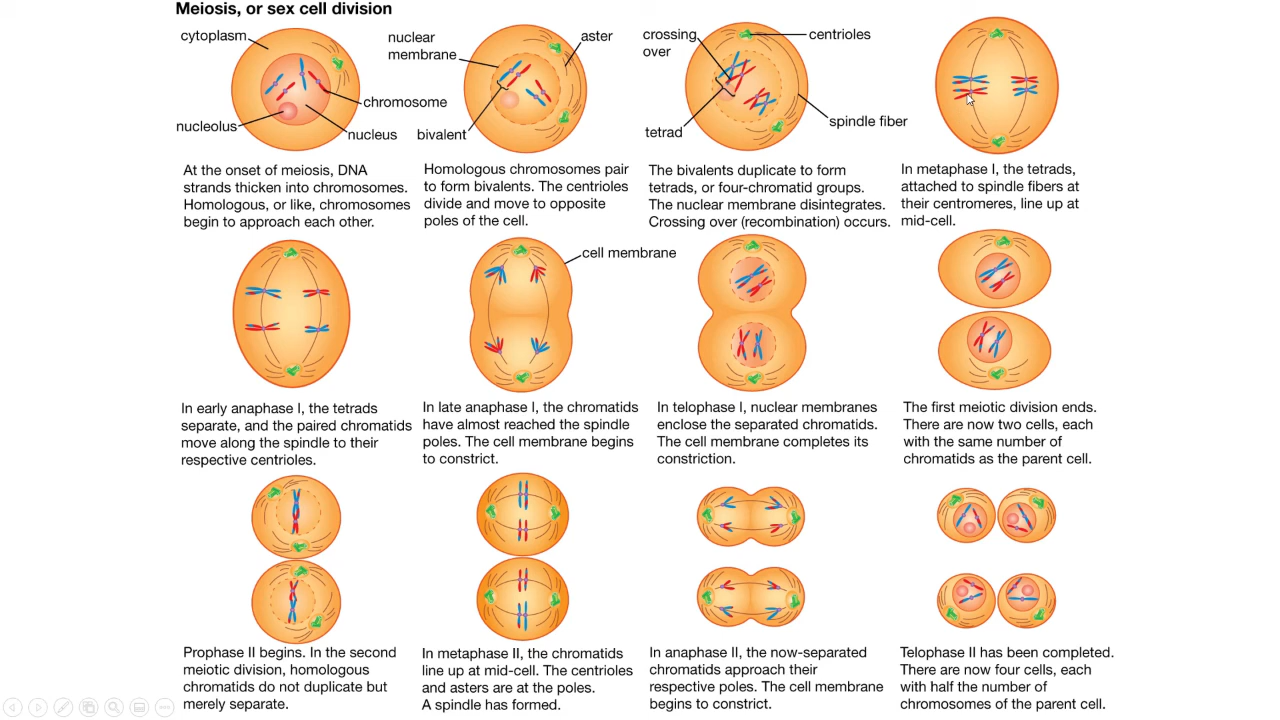 Meiosis, or sex cell division
cytoplasm
nucleolus
chromosome
nucleus
At the onset of meiosis, DNA
strands thicken into chromosomes.
Homologous, or like, chromosomes
begin to approach each other.
nuclear
membrane
aster
bivalent
Homologous chromosomes pair
to form bivalents. The centrioles
divide and move to opposite
poles of the cell.
crossing
over
centrioles
spindle fiber
tetrad
The bivalents duplicate to form
tetrads, or four-chromatid groups.
The nuclear membrane disintegrates.
Crossing over (recombination) occurs.
In metaphase I, the tetrads,
attached to spindle fibers at
their centromeres, line up at
mid-cell.
In early anaphase I, the tetrads
separate, and the paired chromatids
move along the spindle to their
respective centrioles.
cell membrane
In late anaphase I, the chromatids
have almost reached the spindle
poles. The cell membrane begins
to constrict.
In telophase I, nuclear membranes
enclose the separated chromatids.
The cell membrane completes its
constriction.
The first meiotic division ends.
There are now two cells, each
with the same number of
chromatids as the parent cell.
Prophase II begins. In the second
meiotic division, homologous
chromatids do not duplicate but
merely separate.
In metaphase II, the chromatids
line up at mid-cell. The centrioles
and asters are at the poles.
A spindle has formed.
In anaphase II, the now-separated
chromatids approach their
respective poles. The cell membrane
begins to constrict.
Telophase II has been completed.
There are now four cells, each
with half the number of
chromosomes of the parent cell.